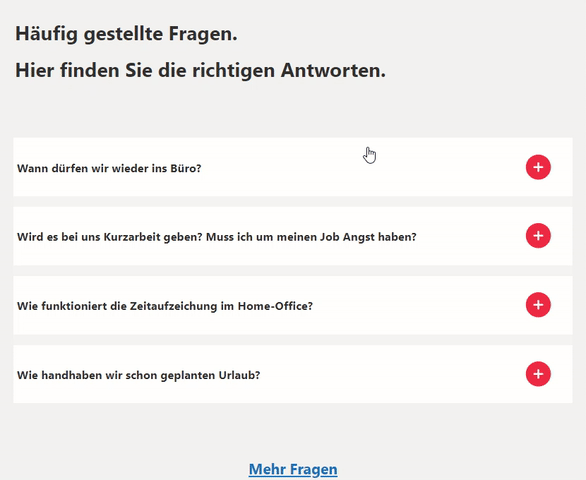 Häufig gestellte Fragen.
Hier finden Sie die richtigen Antworten.
Wann dürfen wir wieder ins Büro?
Wird es bei uns Kurzarbeit geben? Muss ich um meinen Job Angst haben?
Wie funktioniert die Zeitaufzeichung im Home-Office?
Wie handhaben wir schon geplanten Urlaub?
Mehr Fragen